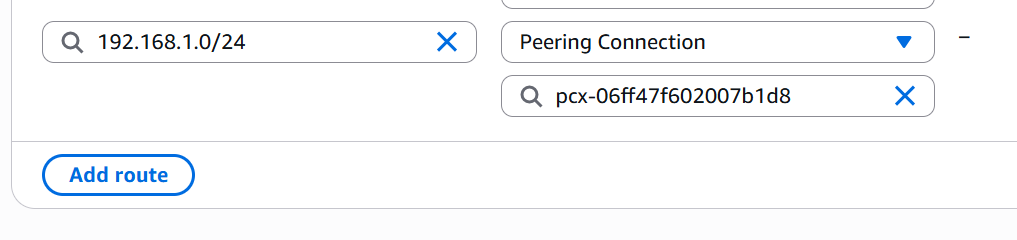 192.168.1.0/24
Peering Connection
–
pcx-06ff47f602007b1d8
Add route